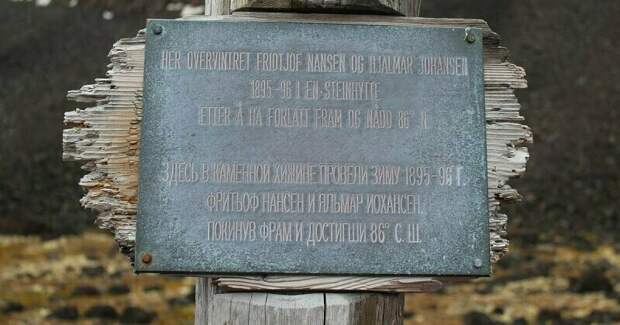 HER OVERVINTRET FRIDTJOF NANSEN OG HJALMAR JOHANSEN
1895-96 I EN STEINHYTTE
ETTER Å HA FORLATT FRAM OG NÅDD 86° N
ЗДЕСЬ В КАМЕННОЙ ХИЖИНЕ ПРОВЕЛИ ЗИМУ 1895-96 Г.
ФРИТЬОФ НАНСЕН И ЯЛЬМАР ИОХАНСЕН,
ПОКИНУВ ФРАМ И ДОСТИГШИ 86° С.Ш.